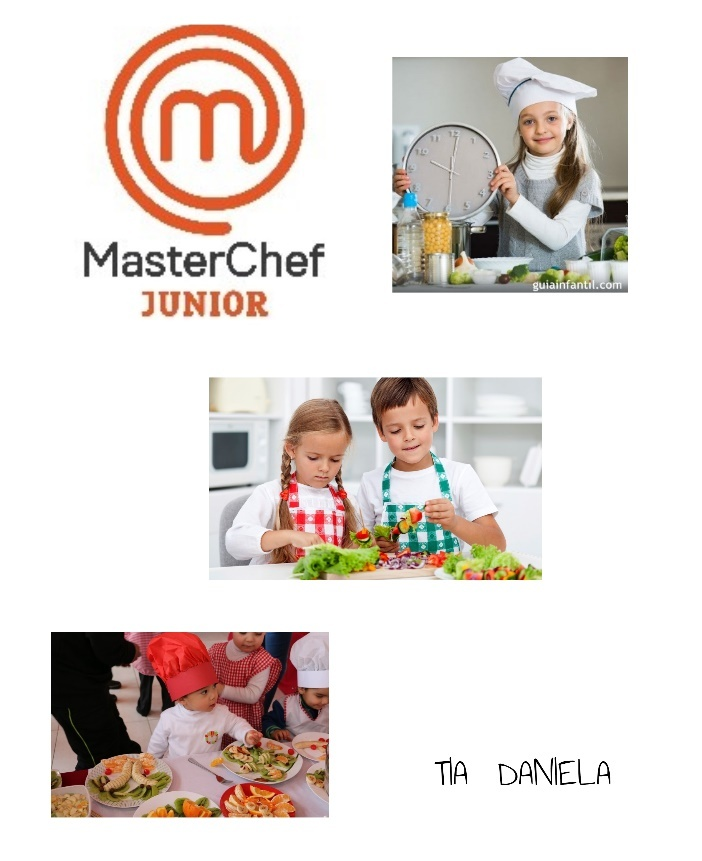 MasterChef
JUNIOR
guiainfantil.com
TIA DANIELA